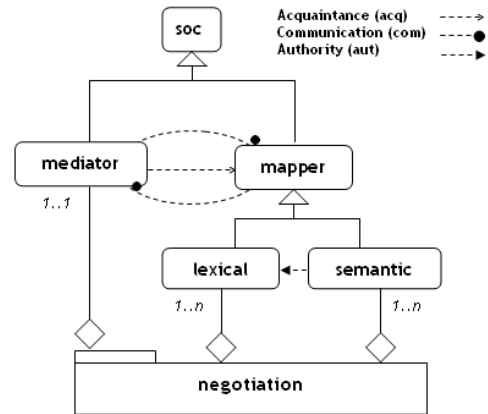 soc
Acquaintance (acq)
Communication (com)
Authority (aut)
mediator
mapper
1..1
lexical
semantic
1..n
1..n
negotiation